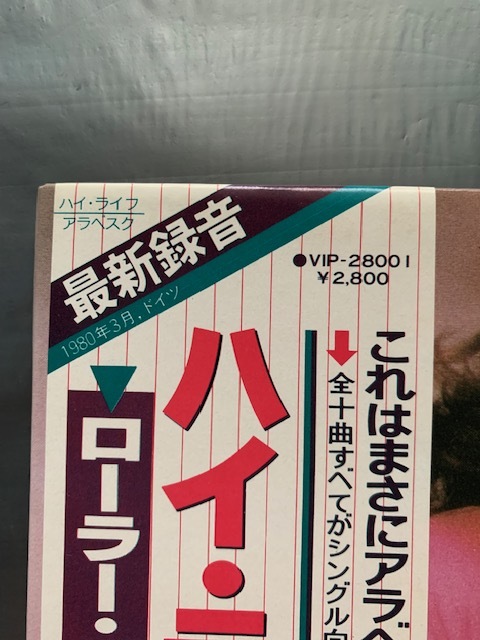 ハイ・ライフ
アラベスク
最新録音
1980年3月，ドイツ
●VIP-28001
¥2,800
これはまさにアラベ
全十曲すべてがシングル向
ハイ・ラ
ローラー・